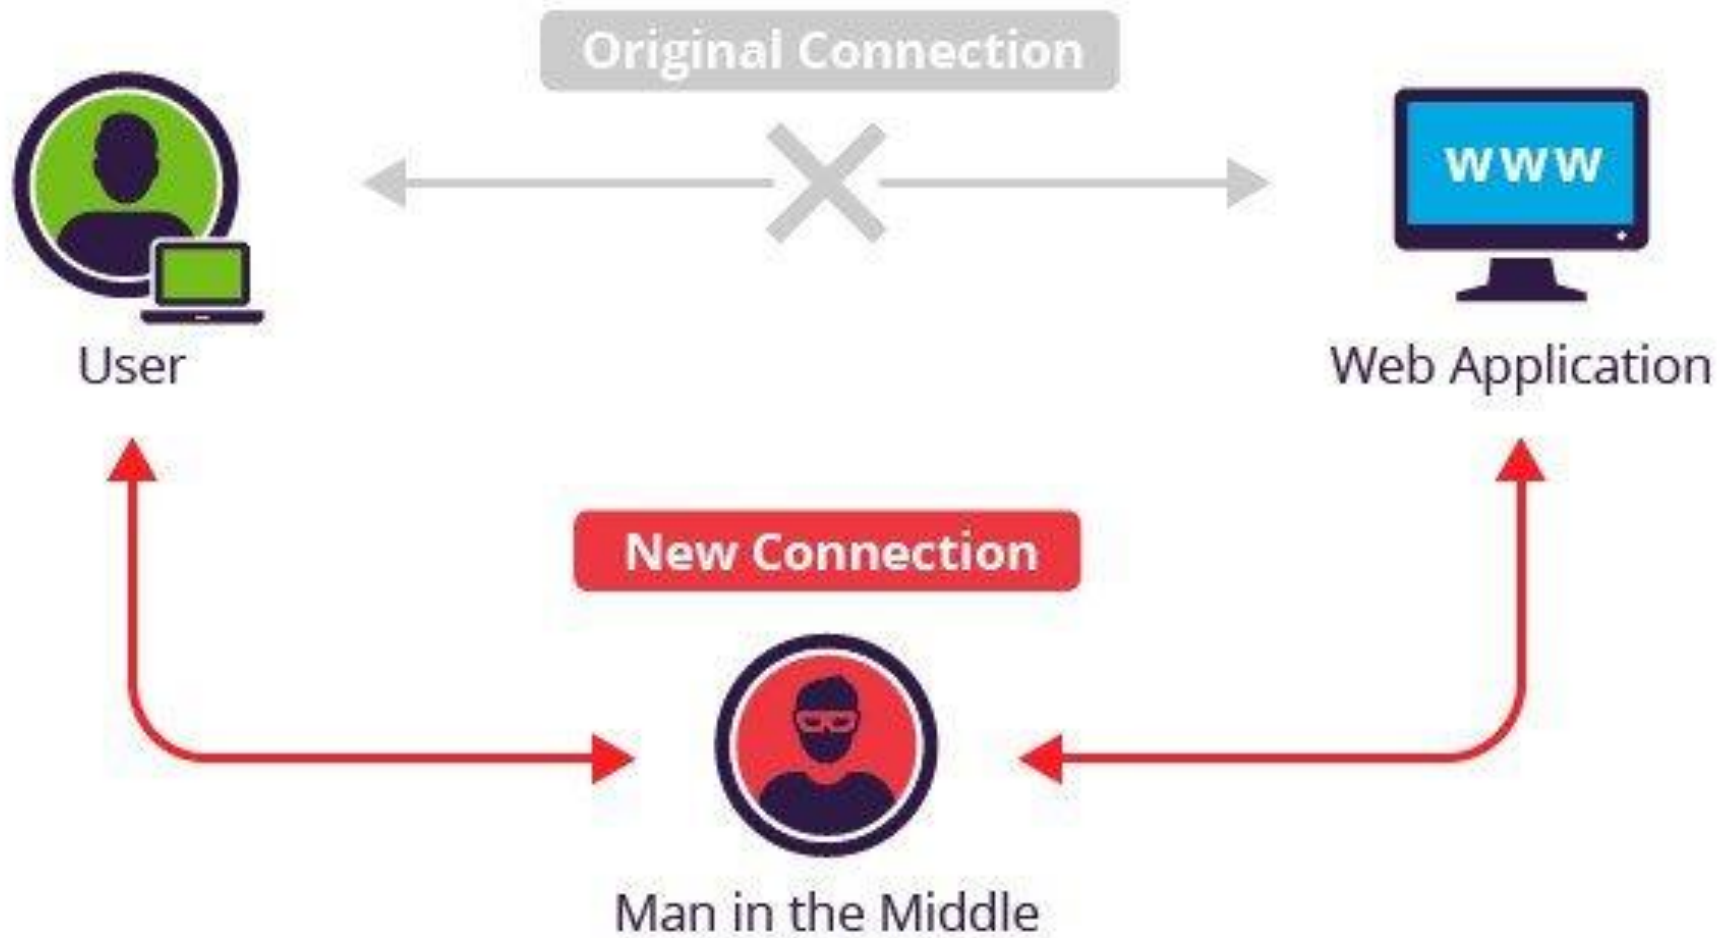 Original Connection
www
User
Web Application
New Connection
Man in the Middle